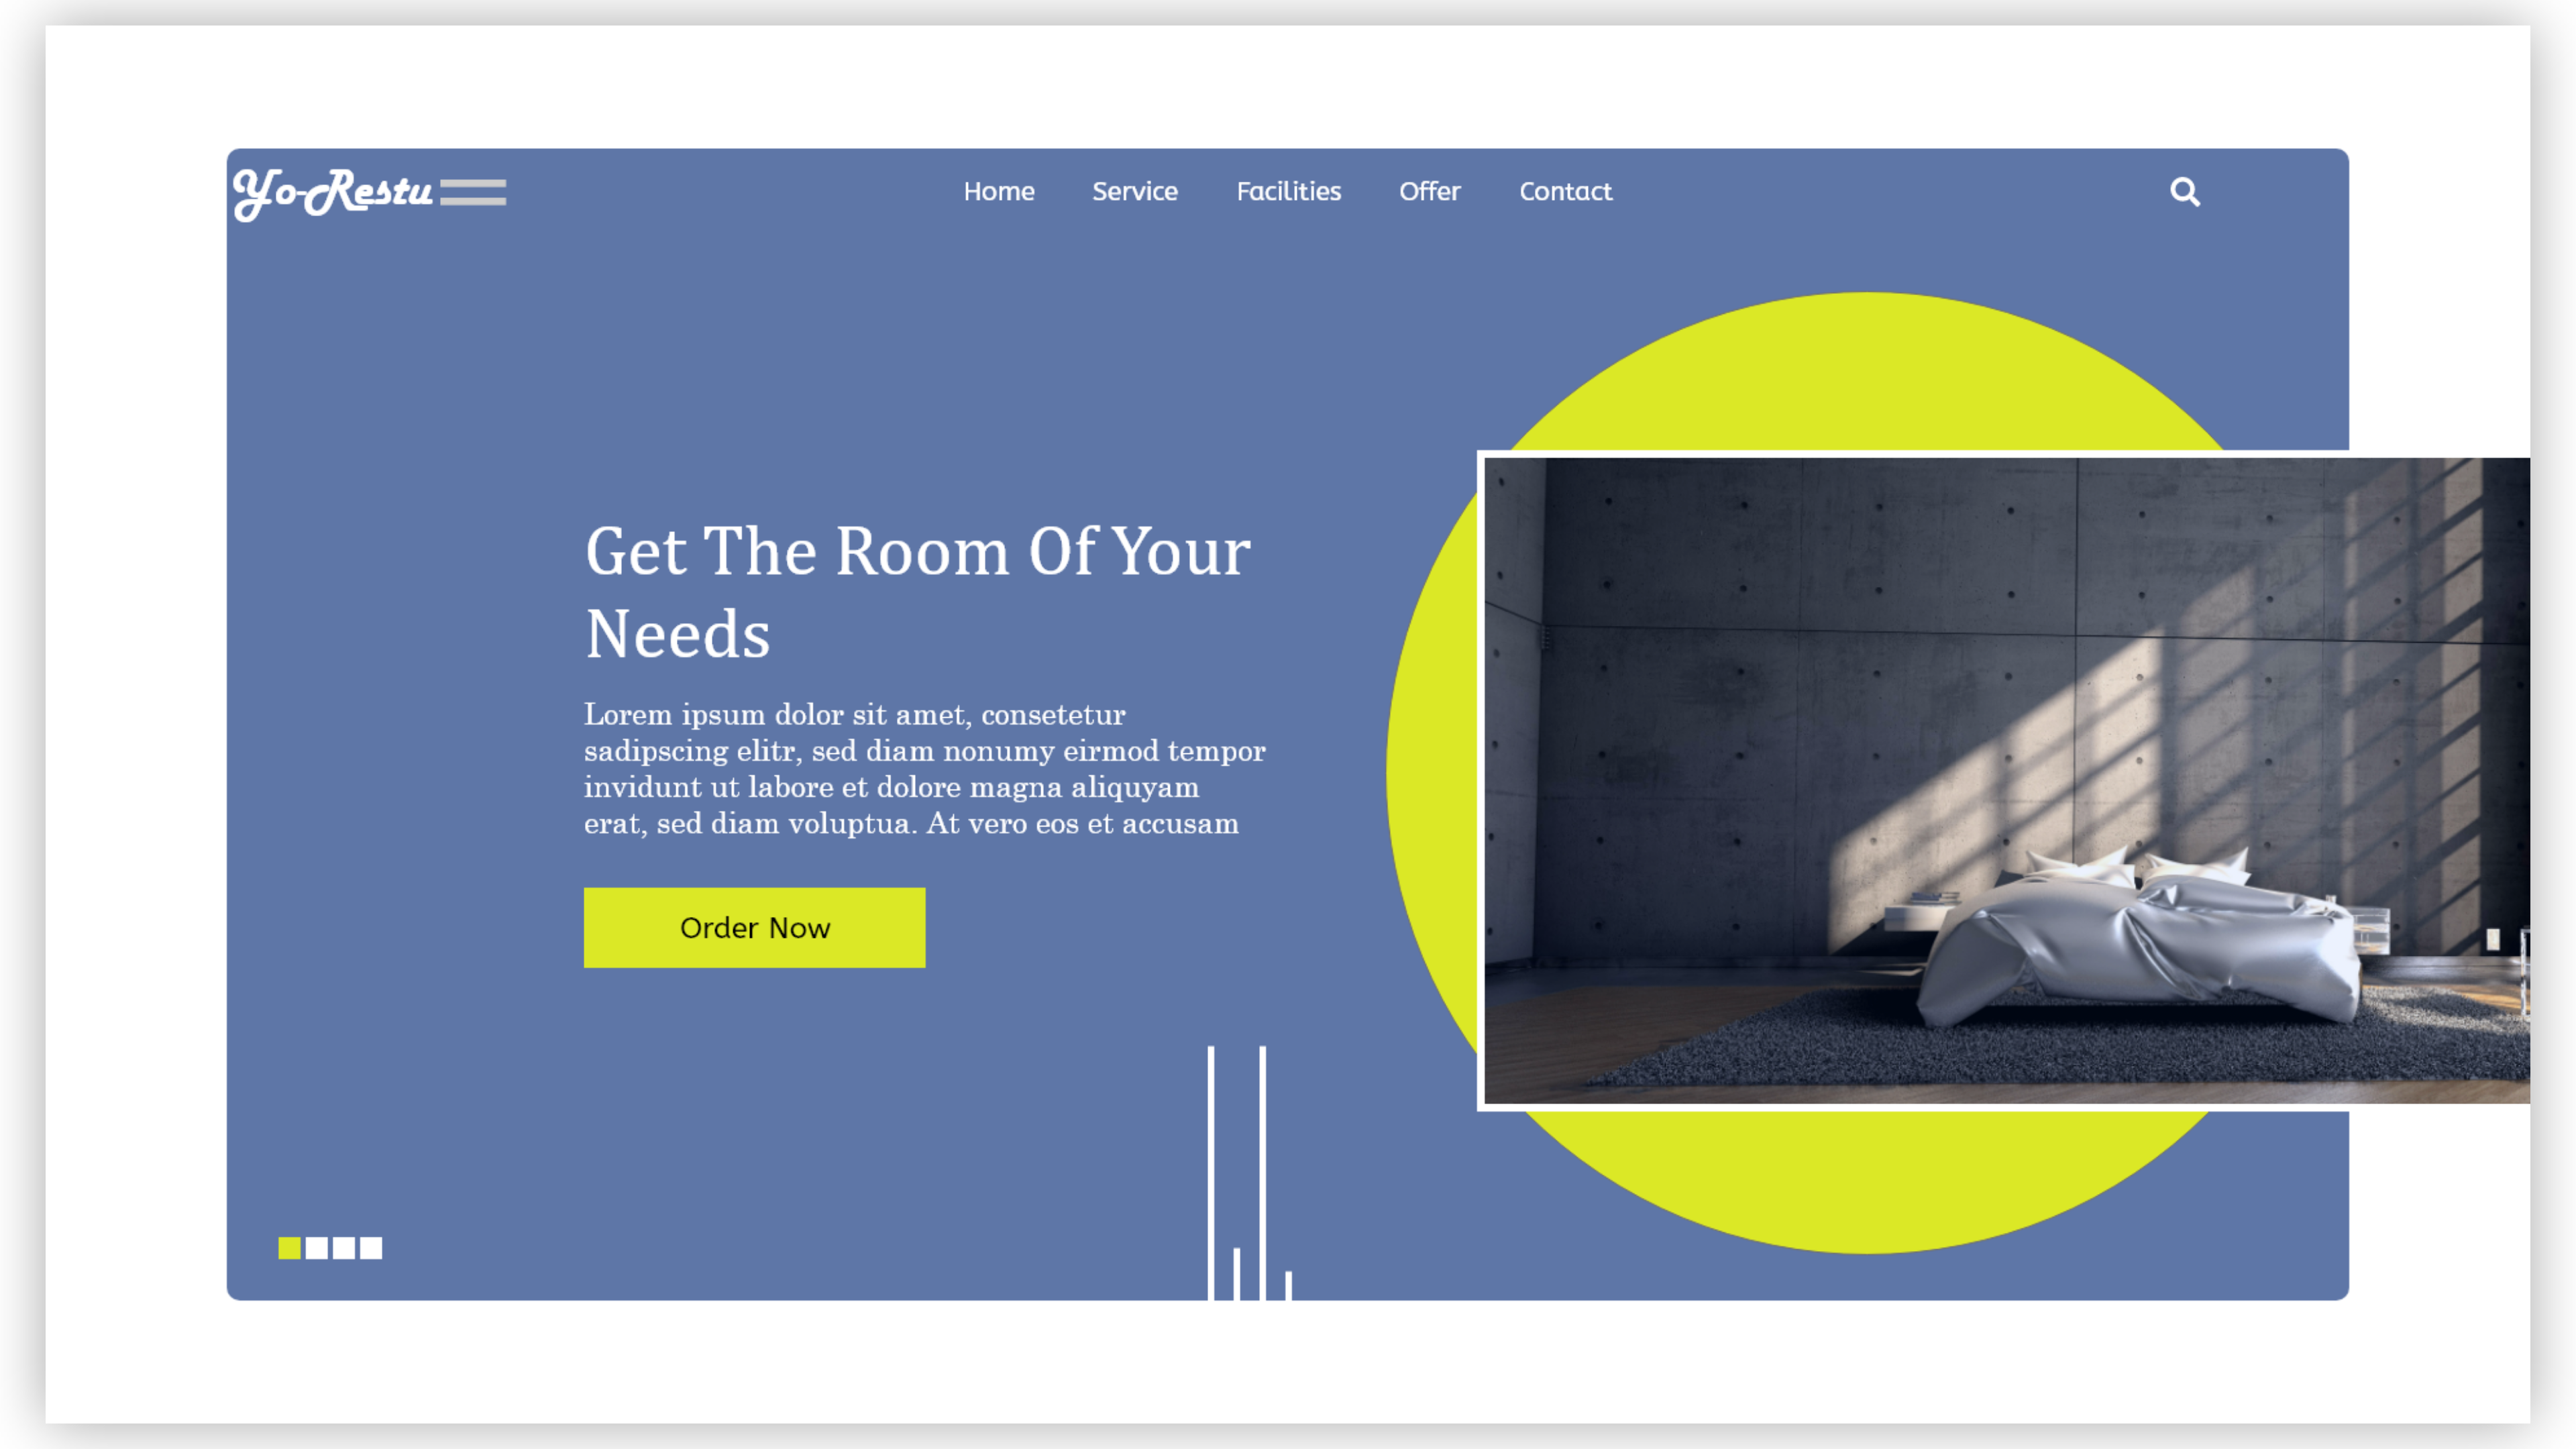 Yo-Restu
Home Service Facilities Offer Contact
Get The Room Of Your
Needs
Lorem ipsum dolor sit amet, consetetur
sadipscing elitr, sed diam nonumy eirmod tempor
invidunt ut labore et dolore magna aliquyam
erat, sed diam voluptua. At vero eos et accusam
Order Now